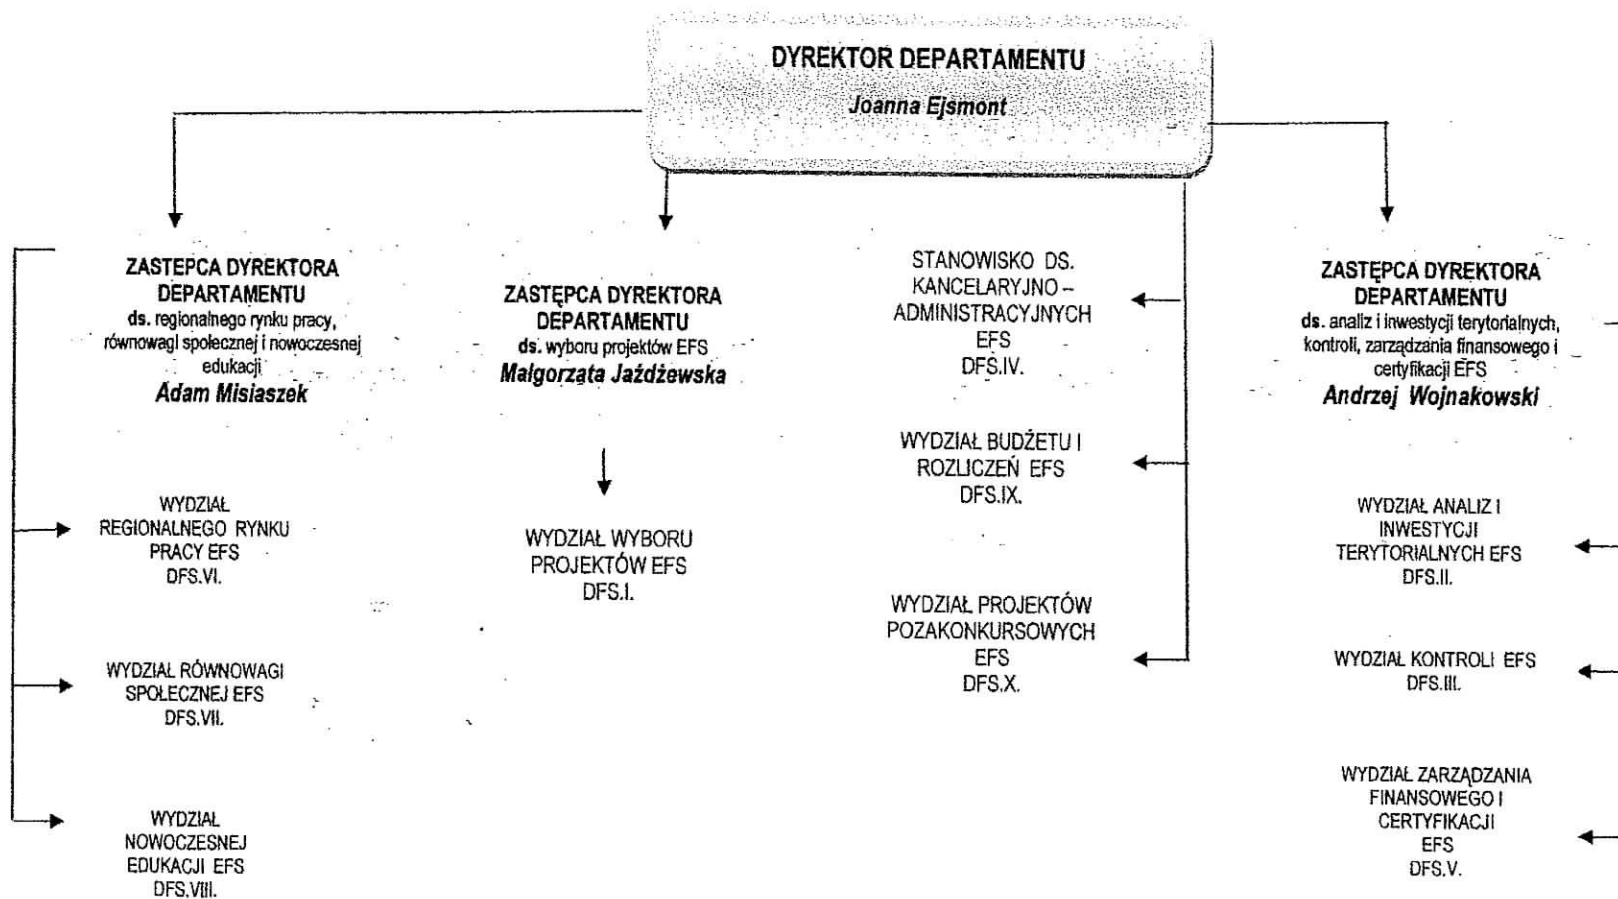 DYREKTOR DEPARTAMENTU
Joanna Ejsmont
ZASTEPCA DYREKTORA
DEPARTAMENTU
ds. regionalnego rynku pracy,
równowagi społecznej i nowoczesnej
edukacji
Adam Misiaszek
WYDZIAŁ
REGIONALNEGO RYNKU
PRACY EFS
DFS.VI.
WYDZIAŁ RÓWNOWAGI
SPOŁECZNEJ EFS
DFS.VII.
WYDZIAŁ
NOWOCZESNEJ
EDUKACJI EFS
DFS.VIII.
ZASTĘPCA DYREKTORA
DEPARTAMENTU
ds. wyboru projektów EFS
Małgorzata Jażdżewska
WYDZIAŁ WYBORU
PROJEKTÓW EFS
DFS.I.
STANOWISKO DS.
KANCELARYJNO –
ADMINISTRACYJNYCH
EFS
DFS.IV.
WYDZIAŁ BUDŻETU I
ROZLICZEŃ EFS
DFS.IX.
WYDZIAŁ PROJEKTÓW
POZAKONKURSOWYCH
EFS
DFS.X.
ZASTĘPCA DYREKTORA
DEPARTAMENTU
ds. analiz i inwestycji terytorialnych,
kontroli, zarządzania finansowego i
certyfikacji EFS
Andrzej Wojnakowski
WYDZIAŁ ANALIZ I
INWESTYCJI
TERYTORIALNYCH EFS
DFS.II.
WYDZIAŁ KONTROLI EFS
DFS.III.
WYDZIAŁ ZARZĄDZANIA
FINANSOWEGO I
CERTYFIKACJI
EFS
DFS.V.